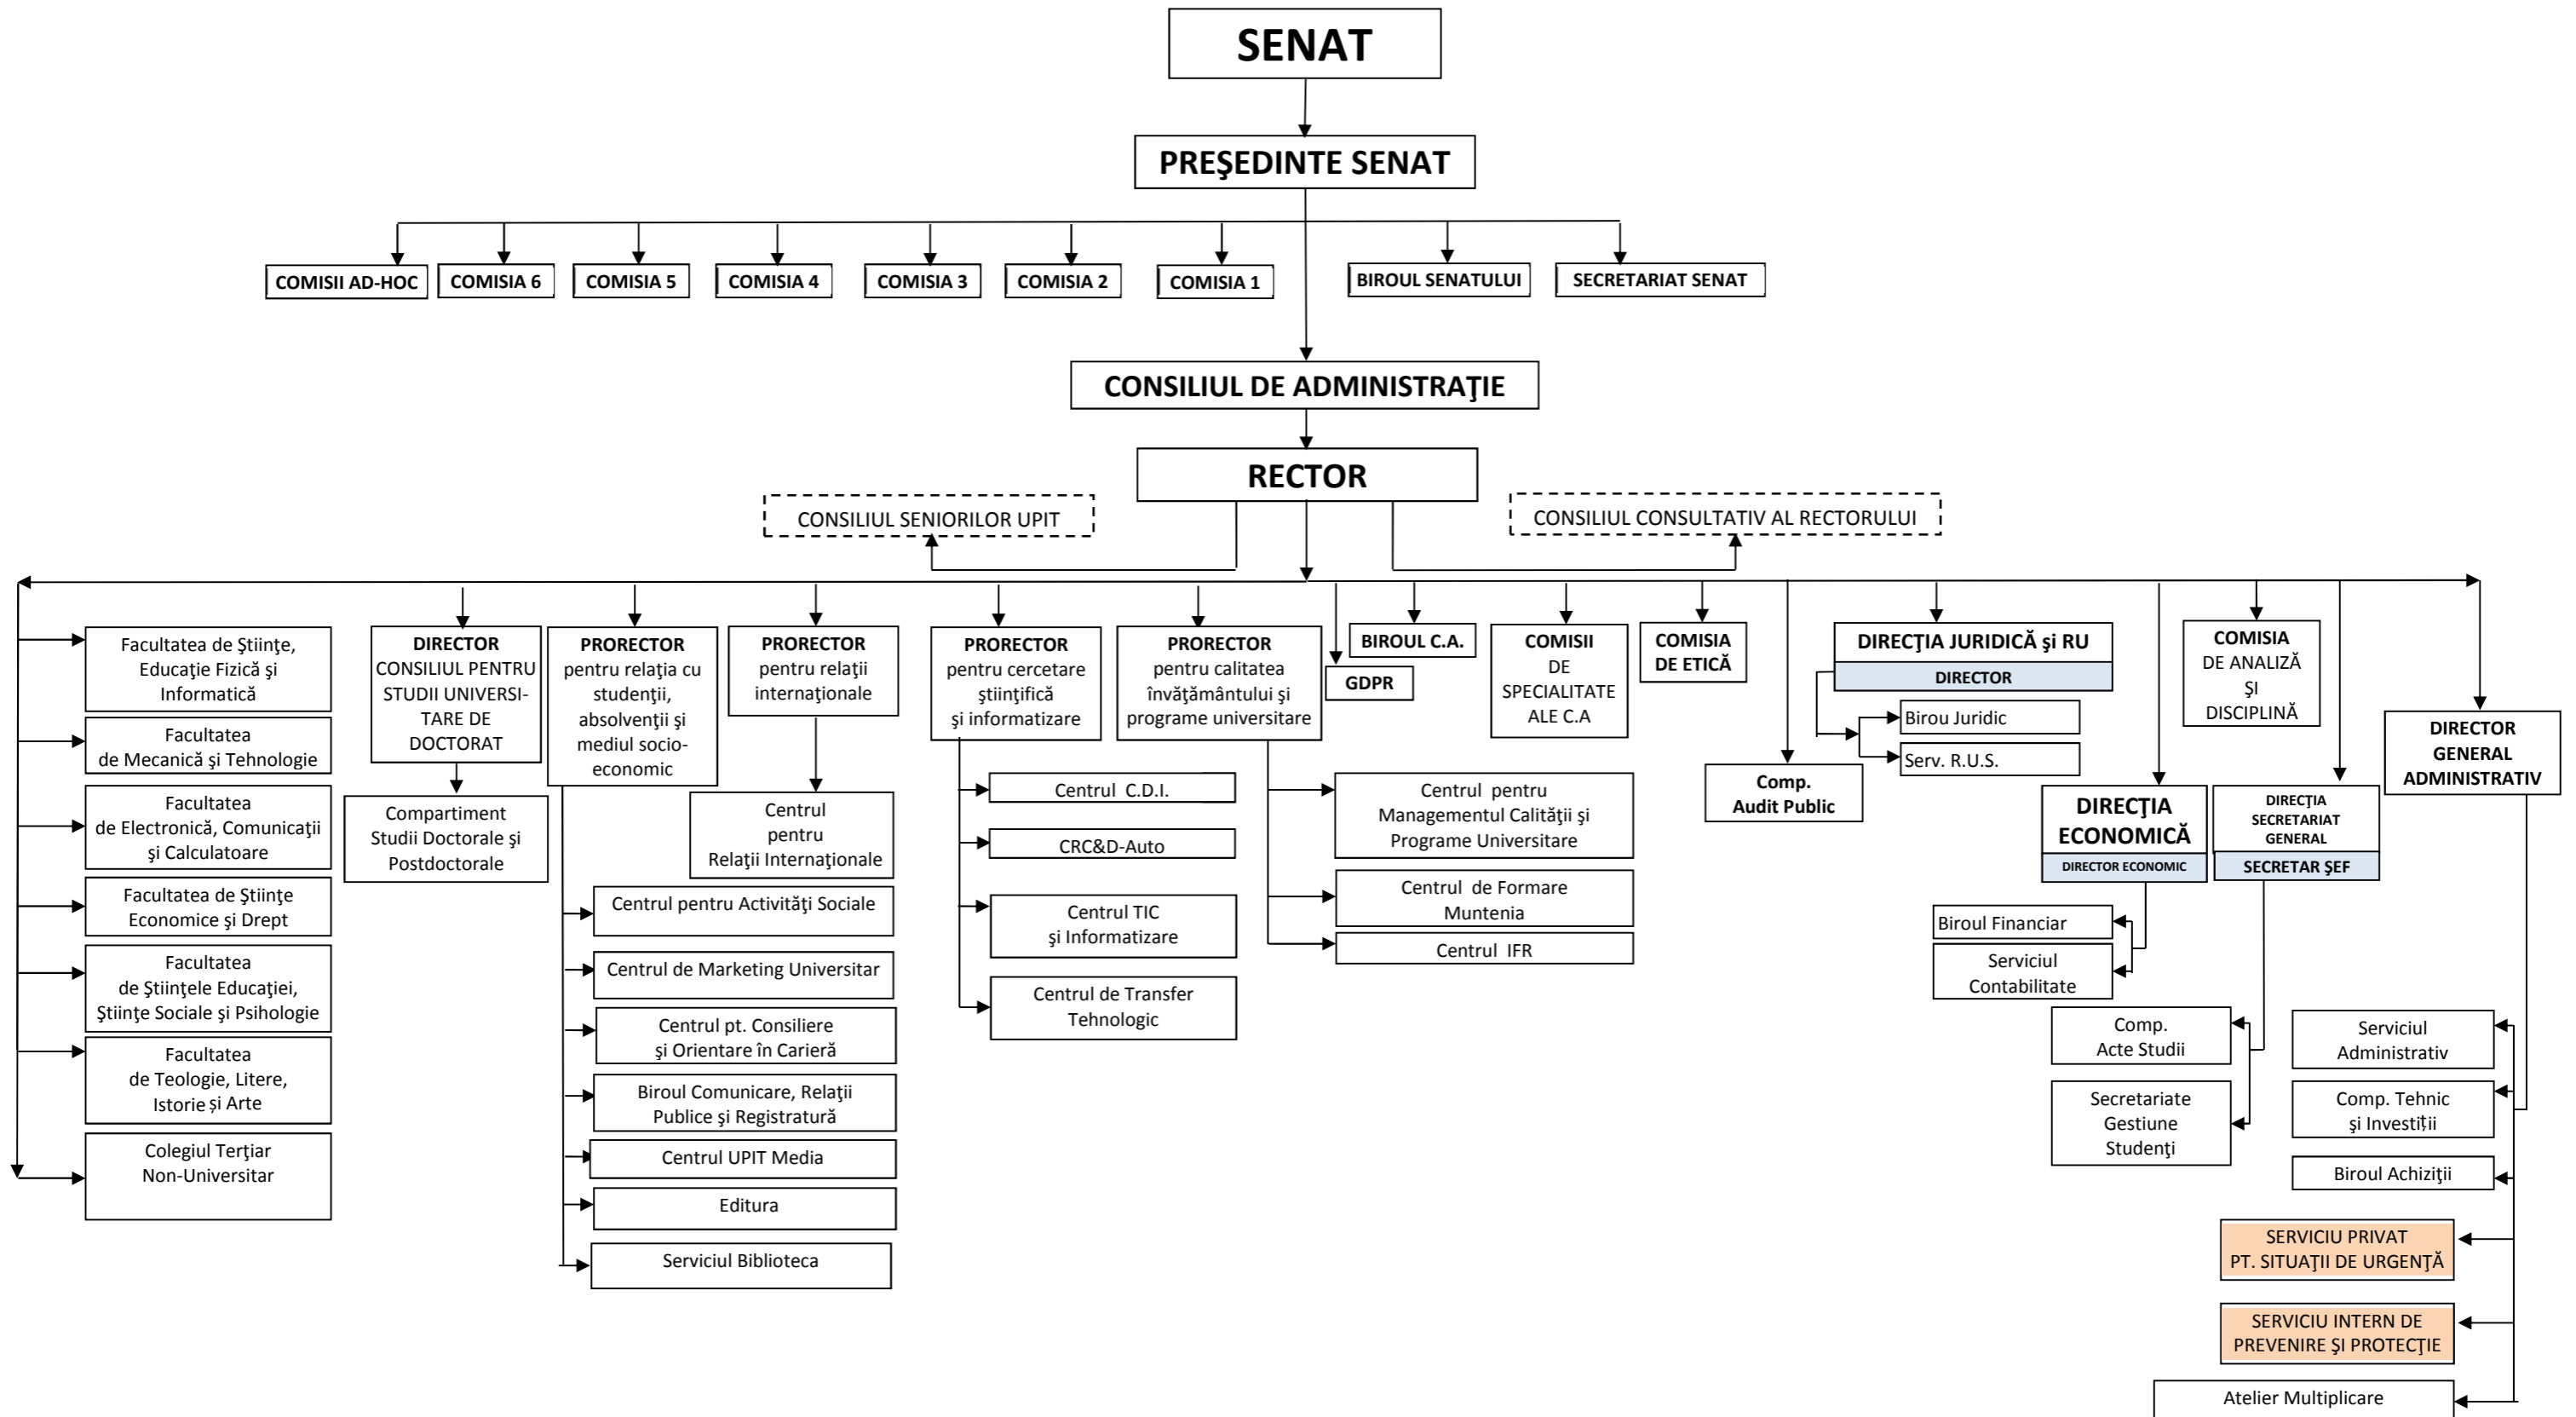 SENAT
PREŞEDINTE SENAT
COMISII AD-HOC
COMISIA 6
COMISIA 5
COMISIA 4
COMISIA 3
COMISIA 2
COMISIA 1
BIROUL SENATULUI
SECRETARIAT SENAT
CONSILIUL DE ADMINISTRAŢIE
RECTOR
CONSILIUL SENIORILOR UPIT
CONSILIUL CONSULTATIV AL RECTORULUI
Facultatea de Ştiinţe,
Educaţie Fizică şi
Informatică
Facultatea
de Mecanică şi Tehnologie
Facultatea
de Electronică, Comunicaţii
şi Calculatoare
Facultatea de Ştiinţe
Economice şi Drept
Facultatea
de Ştiinţele Educaţiei,
Ştiinţe Sociale şi Psihologie
Facultatea
de Teologie, Litere,
Istorie și Arte
Colegiul Terţiar
Non-Universitar
DIRECTOR
CONSILIUL PENTRU
STUDII UNIVERSI-
TARE DE
DOCTORAT
Compartiment
Studii Doctorale şi
Postdoctorale
PRORECTOR
pentru relaţia cu
studenţii,
absolvenţii şi
mediul socio-
economic
Centrul pentru Activităţi Sociale
Centrul de Marketing Universitar
Centrul pt. Consiliere
şi Orientare în Carieră
Biroul Comunicare, Relaţii
Publice şi Registratură
Centrul UPIT Media
Editura
Serviciul Biblioteca
PRORECTOR
pentru relaţii
internaţionale
Centrul
pentru
Relaţii Internaţionale
PRORECTOR
pentru cercetare
ştiinţifică
şi informatizare
Centrul C.D.I.
CRC&D-Auto
Centrul TIC
şi Informatizare
Centrul de Transfer
Tehnologic
PRORECTOR
pentru calitatea
învăţământului şi
programe universitare
Centrul pentru
Managementul Calităţii şi
Programe Universitare
Centrul de Formare
Muntenia
Centrul IFR
GDPR
BIROUL C.A.
COMISII
DE
SPECIALITATE
ALE C.A
COMISIA
DE ETICĂ
Comp.
Audit Public
DIRECŢIA JURIDICĂ şi RU
DIRECTOR
Birou Juridic
Serv. R.U.S.
DIRECŢIA
ECONOMICĂ
DIRECTOR ECONOMIC
Biroul Financiar
Serviciul
Contabilitate
COMISIA
DE ANALIZĂ
ŞI
DISCIPLINĂ
DIRECŢIA
SECRETARIAT
GENERAL
SECRETAR ŞEF
Comp.
Acte Studii
Secretariate
Gestiune
Studenţi
DIRECTOR
GENERAL
ADMINISTRATIV
Serviciul
Administrativ
Comp. Tehnic
şi Investiţii
Biroul Achiziţii
SERVICIU PRIVAT
PT. SITUAŢII DE URGENŢĂ
SERVICIU INTERN DE
PREVENIRE ŞI PROTECŢIE
Atelier Multiplicare